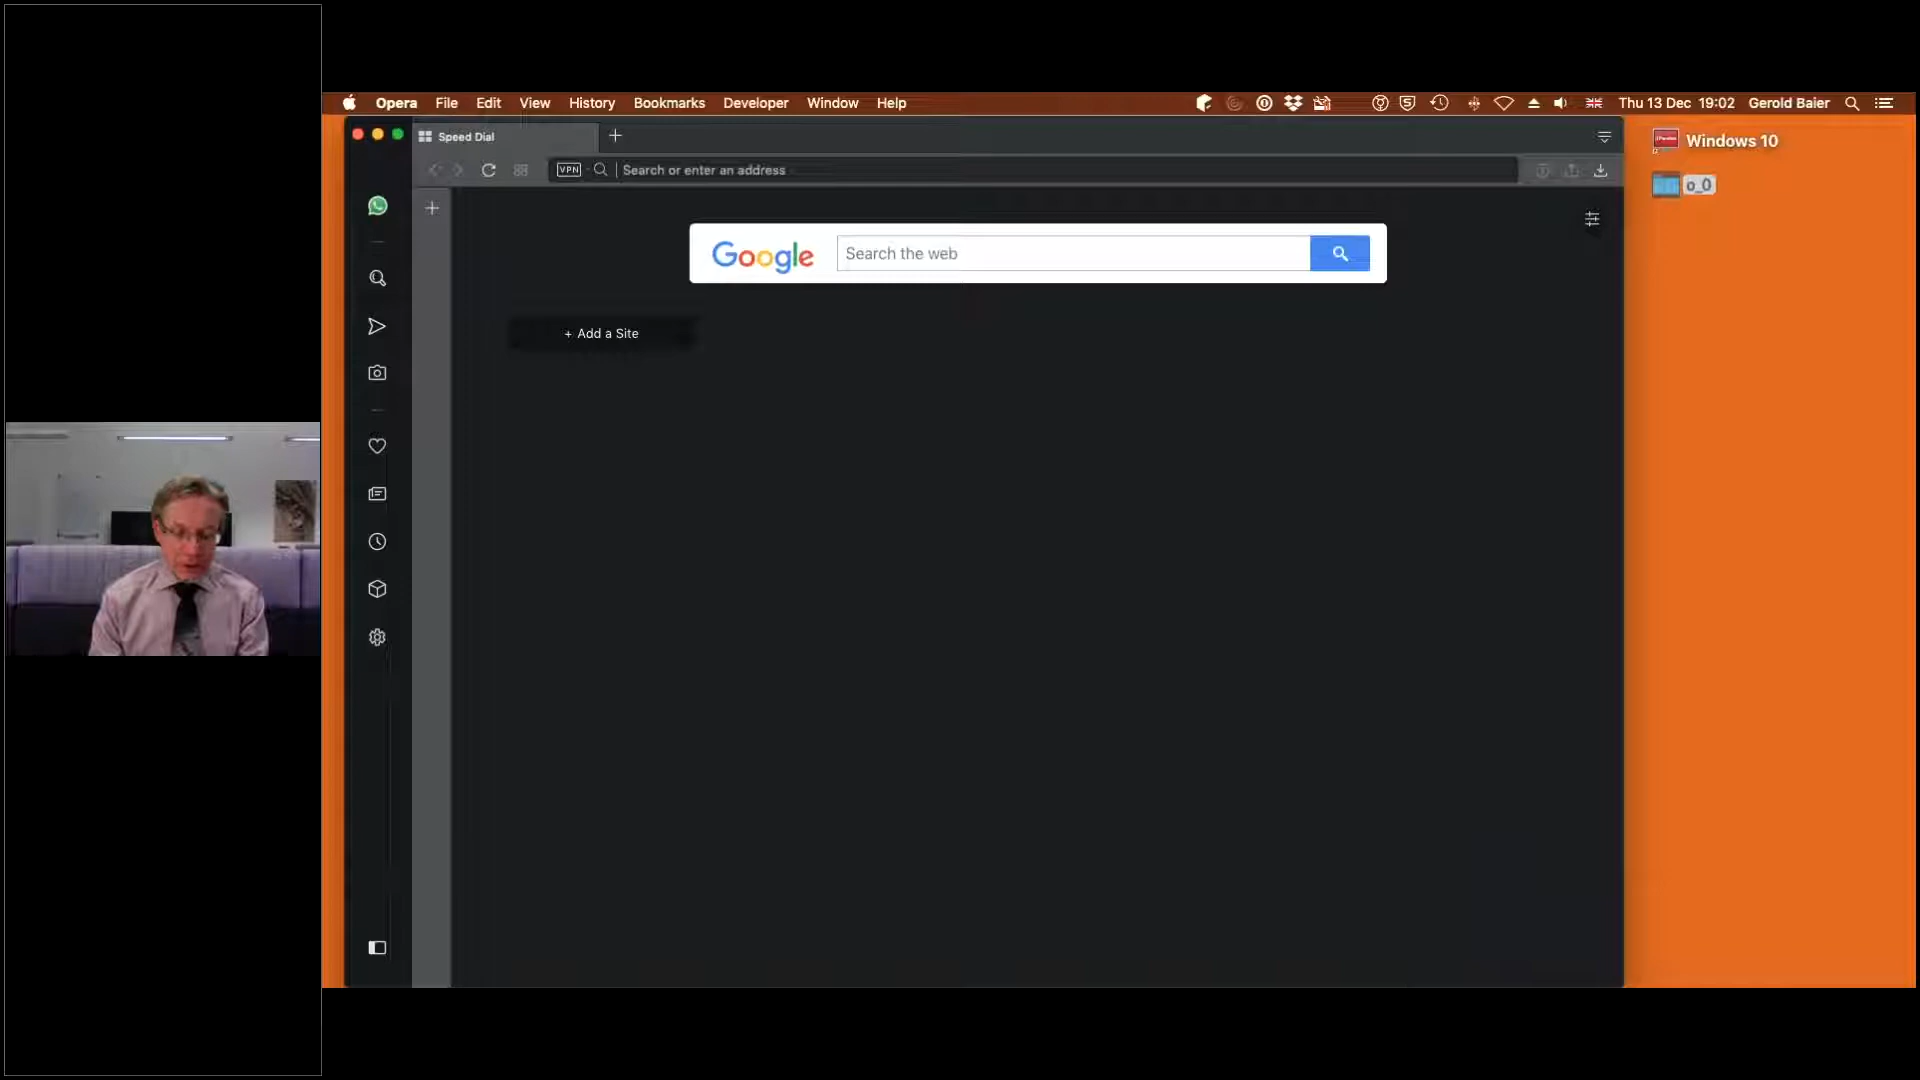 Opera File Edit View History Bookmarks Developer Window Help Thu 13 Dec 19:02 Gerold Baier
Speed Dial
Windows 10
VPN Search or enter an address
o_0
Google Search the web
+ Add a Site